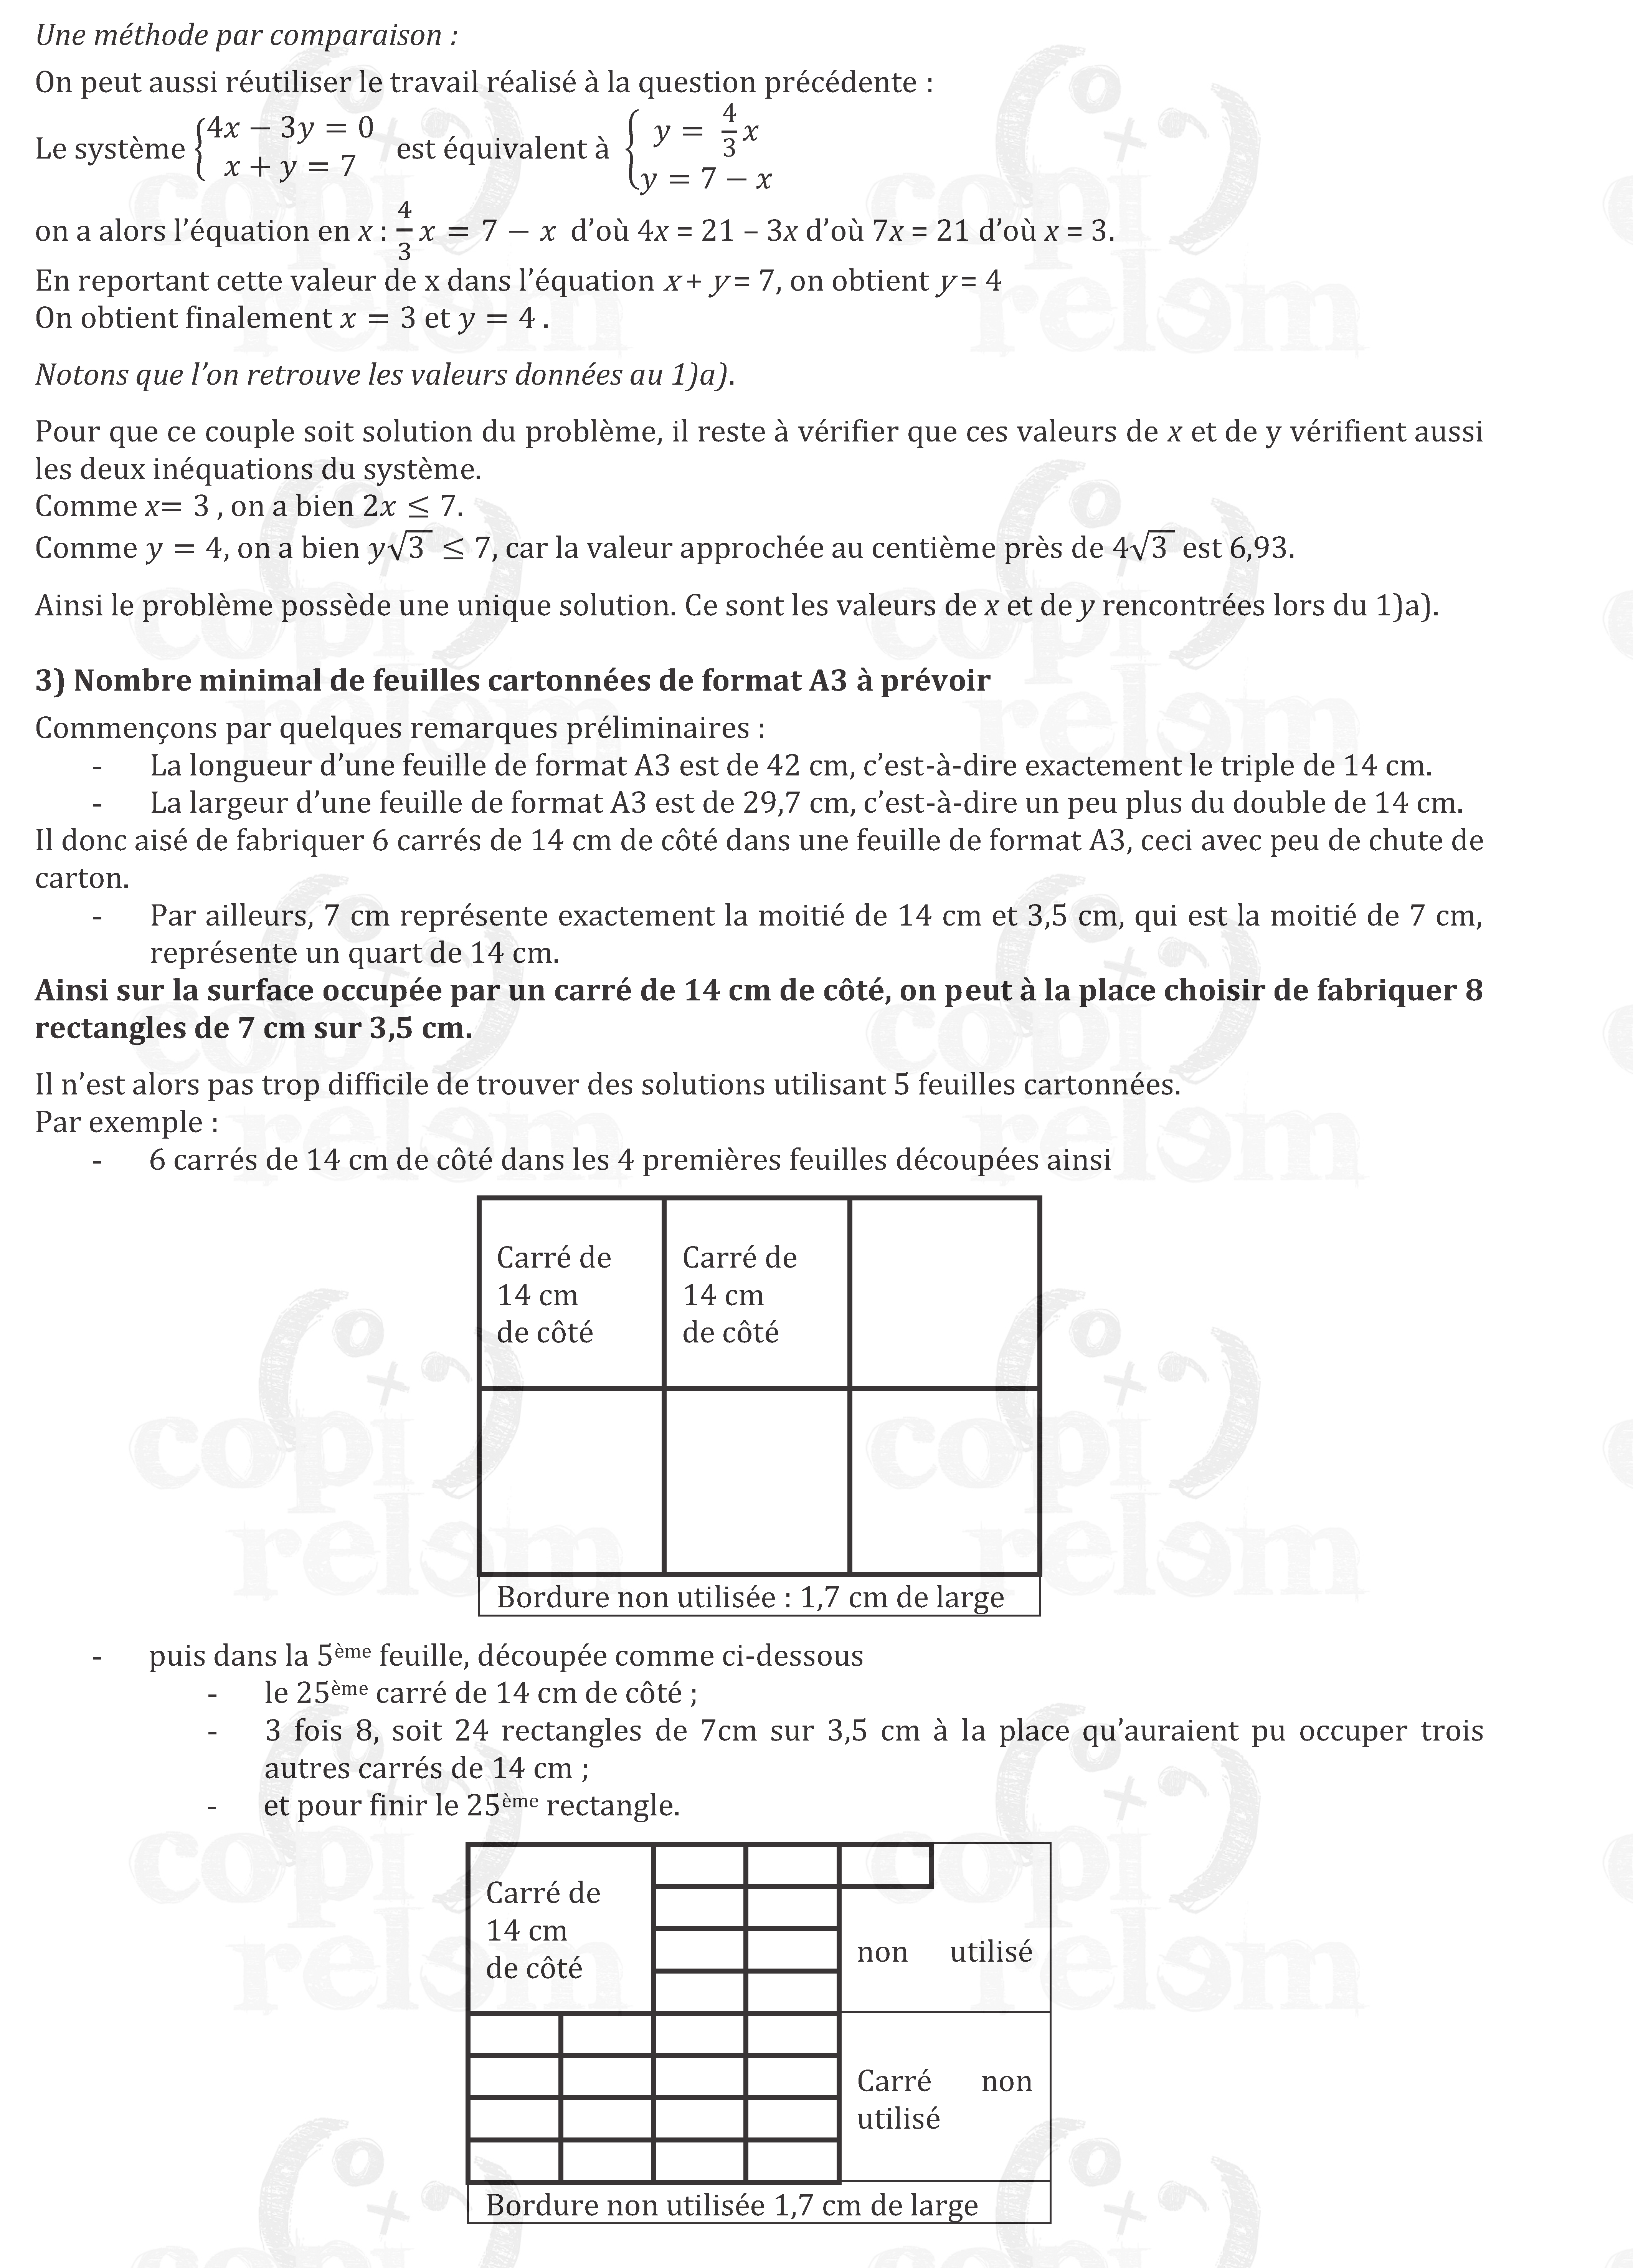 Une méthode par comparaison :
On peut aussi réutiliser le travail réalisé à la question précédente :
Le système { 4x − 3y = 0 ; x + y = 7 est équivalent à { y = 4/3 x ; y = 7 − x
on a alors l’équation en x : 4/3 x = 7 − x d’où 4x = 21 – 3x d’où 7x = 21 d’où x = 3.
En reportant cette valeur de x dans l’équation x + y = 7, on obtient y = 4
On obtient finalement x = 3 et y = 4 .
Notons que l’on retrouve les valeurs données au 1)a).
Pour que ce couple soit solution du problème, il reste à vérifier que ces valeurs de x et de y vérifient aussi
les deux inéquations du système.
Comme x= 3 , on a bien 2x ≤ 7.
Comme y = 4, on a bien y√3 ≤ 7, car la valeur approchée au centième près de 4√3 est 6,93.
Ainsi le problème possède une unique solution. Ce sont les valeurs de x et de y rencontrées lors du 1)a).
3) Nombre minimal de feuilles cartonnées de format A3 à prévoir
Commençons par quelques remarques préliminaires :
- La longueur d’une feuille de format A3 est de 42 cm, c’est-à-dire exactement le triple de 14 cm.
- La largeur d’une feuille de format A3 est de 29,7 cm, c’est-à-dire un peu plus du double de 14 cm.
Il donc aisé de fabriquer 6 carrés de 14 cm de côté dans une feuille de format A3, ceci avec peu de chute de
carton.
- Par ailleurs, 7 cm représente exactement la moitié de 14 cm et 3,5 cm, qui est la moitié de 7 cm,
représente un quart de 14 cm.
Ainsi sur la surface occupée par un carré de 14 cm de côté, on peut à la place choisir de fabriquer 8
rectangles de 7 cm sur 3,5 cm.
Il n’est alors pas trop difficile de trouver des solutions utilisant 5 feuilles cartonnées.
Par exemple :
- 6 carrés de 14 cm de côté dans les 4 premières feuilles découpées ainsi
Carré de
14 cm
de côté
Carré de
14 cm
de côté
Bordure non utilisée : 1,7 cm de large
- puis dans la 5ème feuille, découpée comme ci-dessous
- le 25ème carré de 14 cm de côté ;
- 3 fois 8, soit 24 rectangles de 7cm sur 3,5 cm à la place qu’auraient pu occuper trois
autres carrés de 14 cm ;
- et pour finir le 25ème rectangle.
Carré de
14 cm
de côté
non utilisé
Carré non
utilisé
Bordure non utilisée 1,7 cm de large
copi
relem